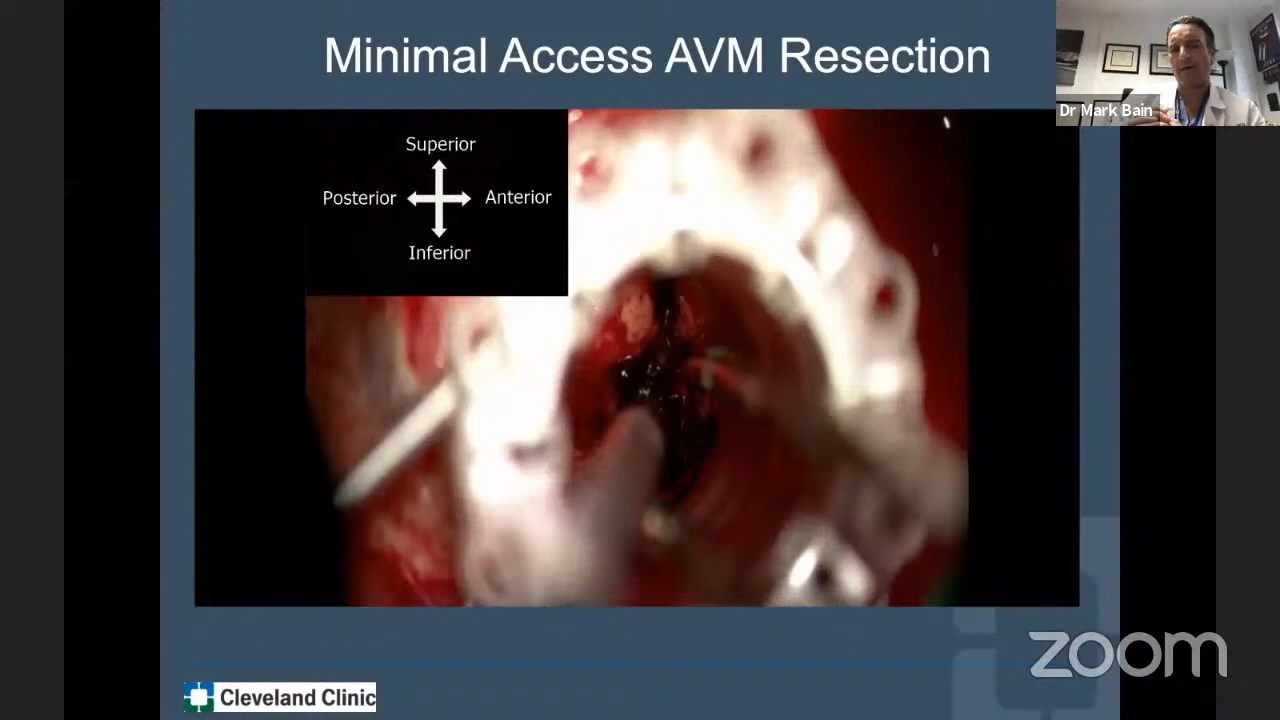 Minimal Access AVM Resection
Dr Mark Bain
Superior
Posterior
Anterior
Inferior
zoom
Cleveland Clinic